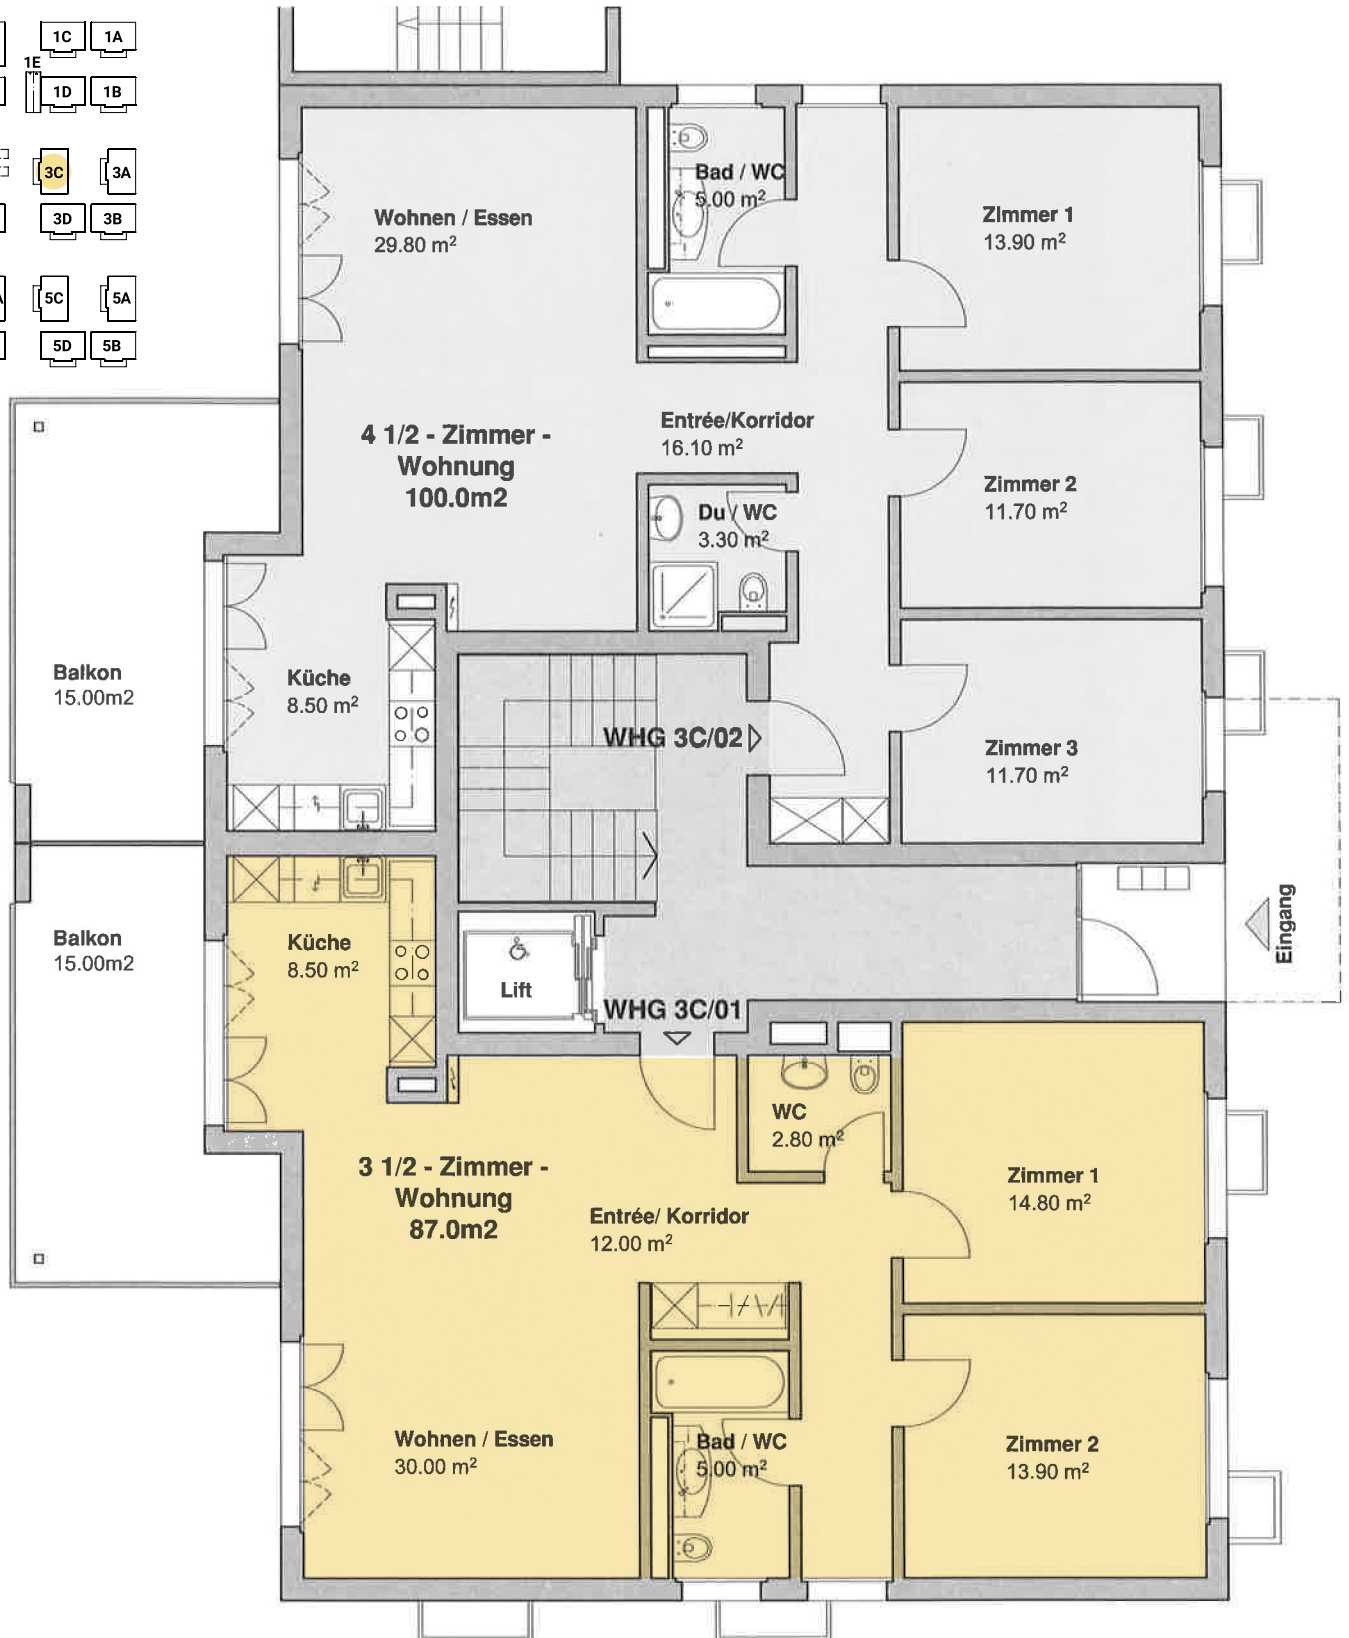 1C 1A
1E
1D 1B
3C 3A
3D 3B
5C 5A
5D 5B
Wohnen / Essen
29.80 m²
Bad / WC
5.00 m²
Zimmer 1
13.90 m²
4 1/2 - Zimmer -
Wohnung
100.0m2
Entrée/Korridor
16.10 m²
Zimmer 2
11.70 m²
Du / WC
3.30 m²
Balkon
15.00m2
Küche
8.50 m²
WHG 3C/02
Zimmer 3
11.70 m²
Balkon
15.00m2
Küche
8.50 m²
Lift
WHG 3C/01
Eingang
WC
2.80 m²
3 1/2 - Zimmer -
Wohnung
87.0m2
Entrée/ Korridor
12.00 m²
Zimmer 1
14.80 m²
Wohnen / Essen
30.00 m²
Bad / WC
5.00 m²
Zimmer 2
13.90 m²